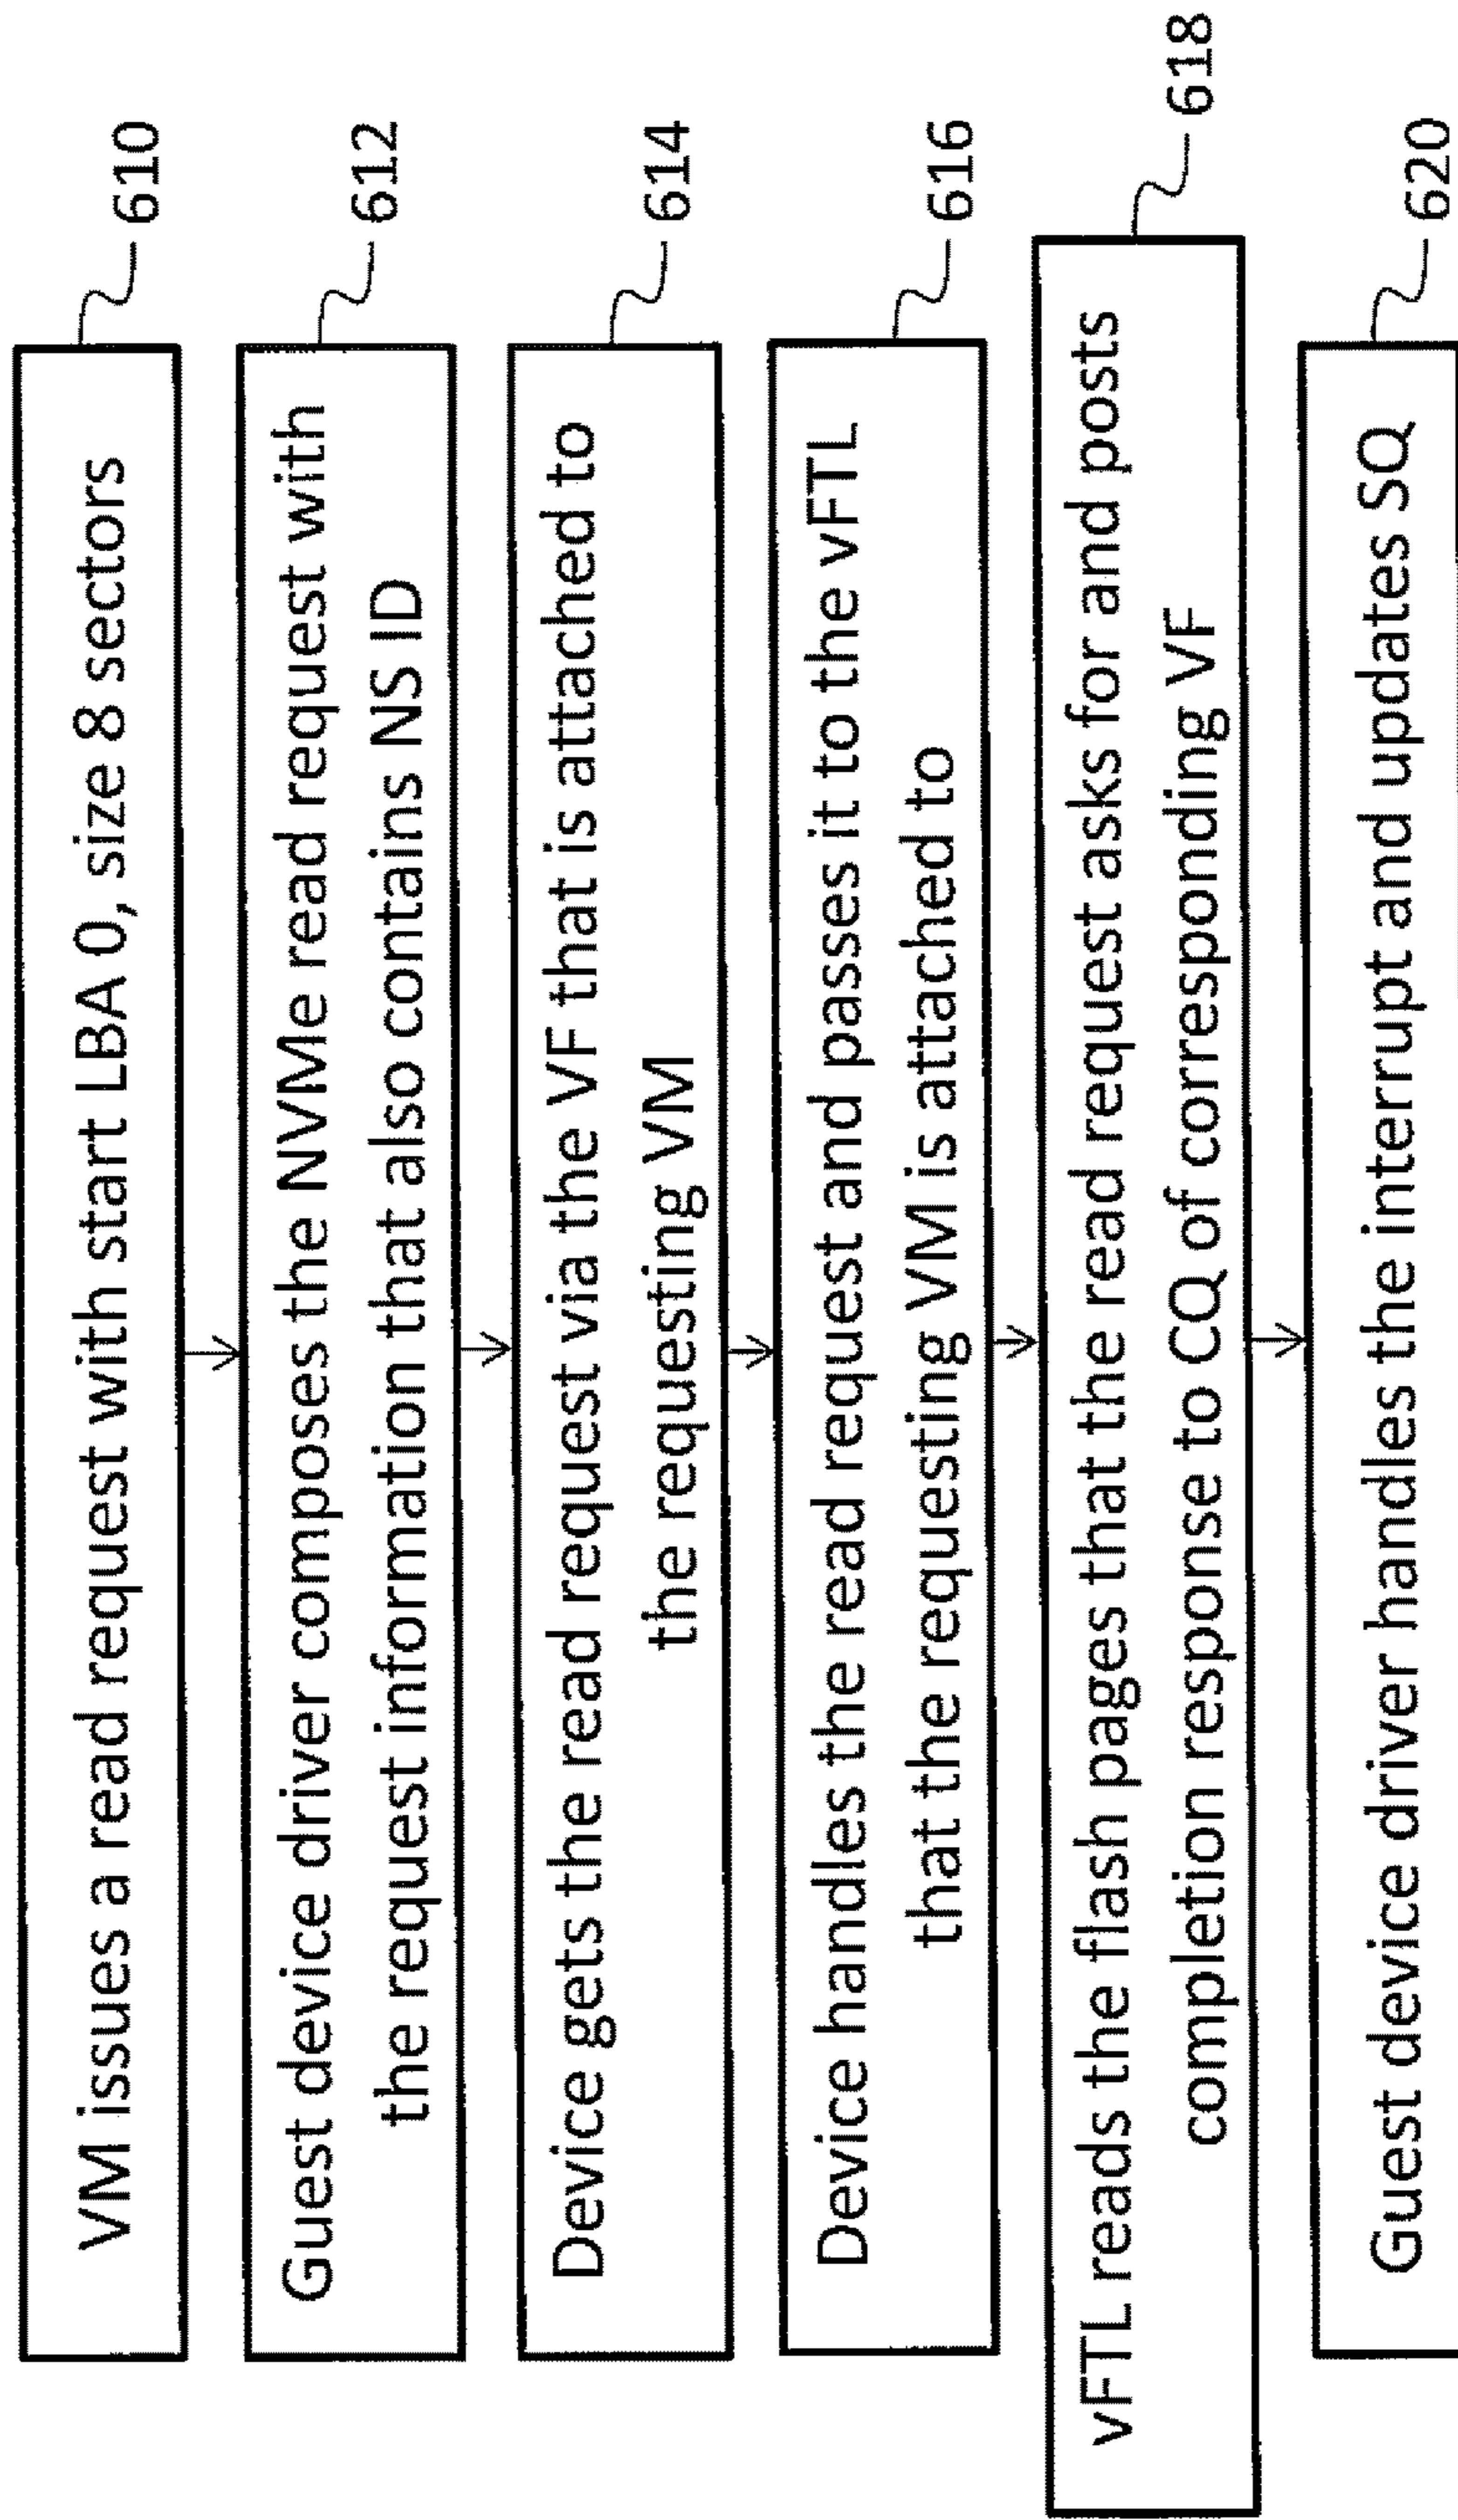 VM issues a read request with start LBA 0, size 8 sectors
610
Guest device driver composes the NVMe read request with
the request information that also contains NS ID
612
Device gets the read request via the VF that is attached to
the requesting VM
614
Device handles the read request and passes it to the vFTL
that the requesting VM is attached to
616
vFTL reads the flash pages that the read request asks for and posts
completion response to CQ of corresponding VF
618
Guest device driver handles the interrupt and updates SQ
620